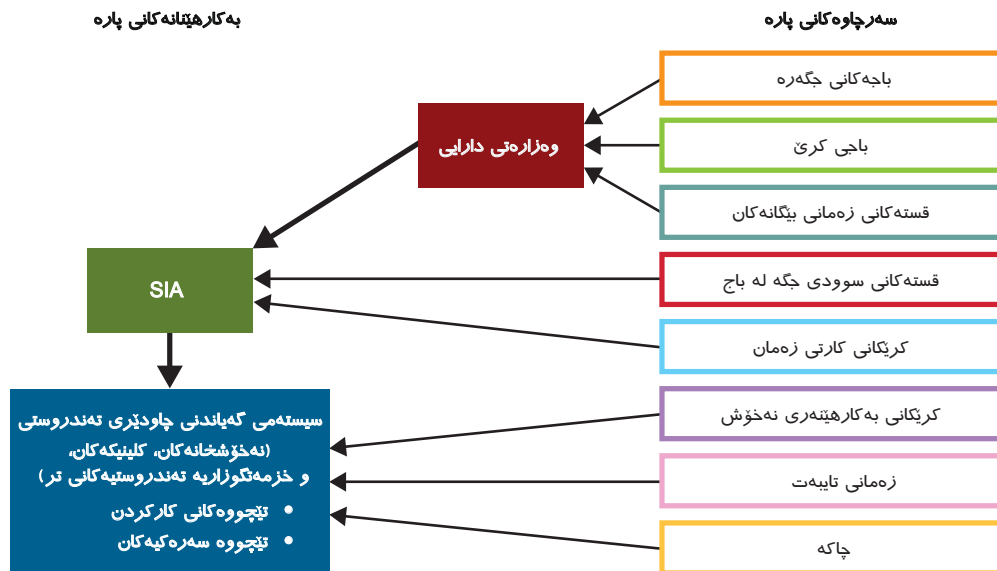 سەرچاوەکانی پارە
بەکارهێنانەکانی پارە
باجەکانی جگەرە
باجی کرێ
قستەکانی زەمانی بێگانەکان
قستەکانی سوودی جگە لە باج
کرێکانی کارتی زەمان
کرێکانی بەکارهێنەری نەخۆش
زەمانی تایبەت
چاکە
وەزارەتی دارایی
SIA
سیستەمی گەیاندنی چاودێری تەندروستی
(نەخۆشخانەکان، کلینیکەکان،
و خزمەتگوزاریە تەندروستیەکانی تر)
• تێچووەکانی کارکردن
• تێچووە سەرەکیەکان